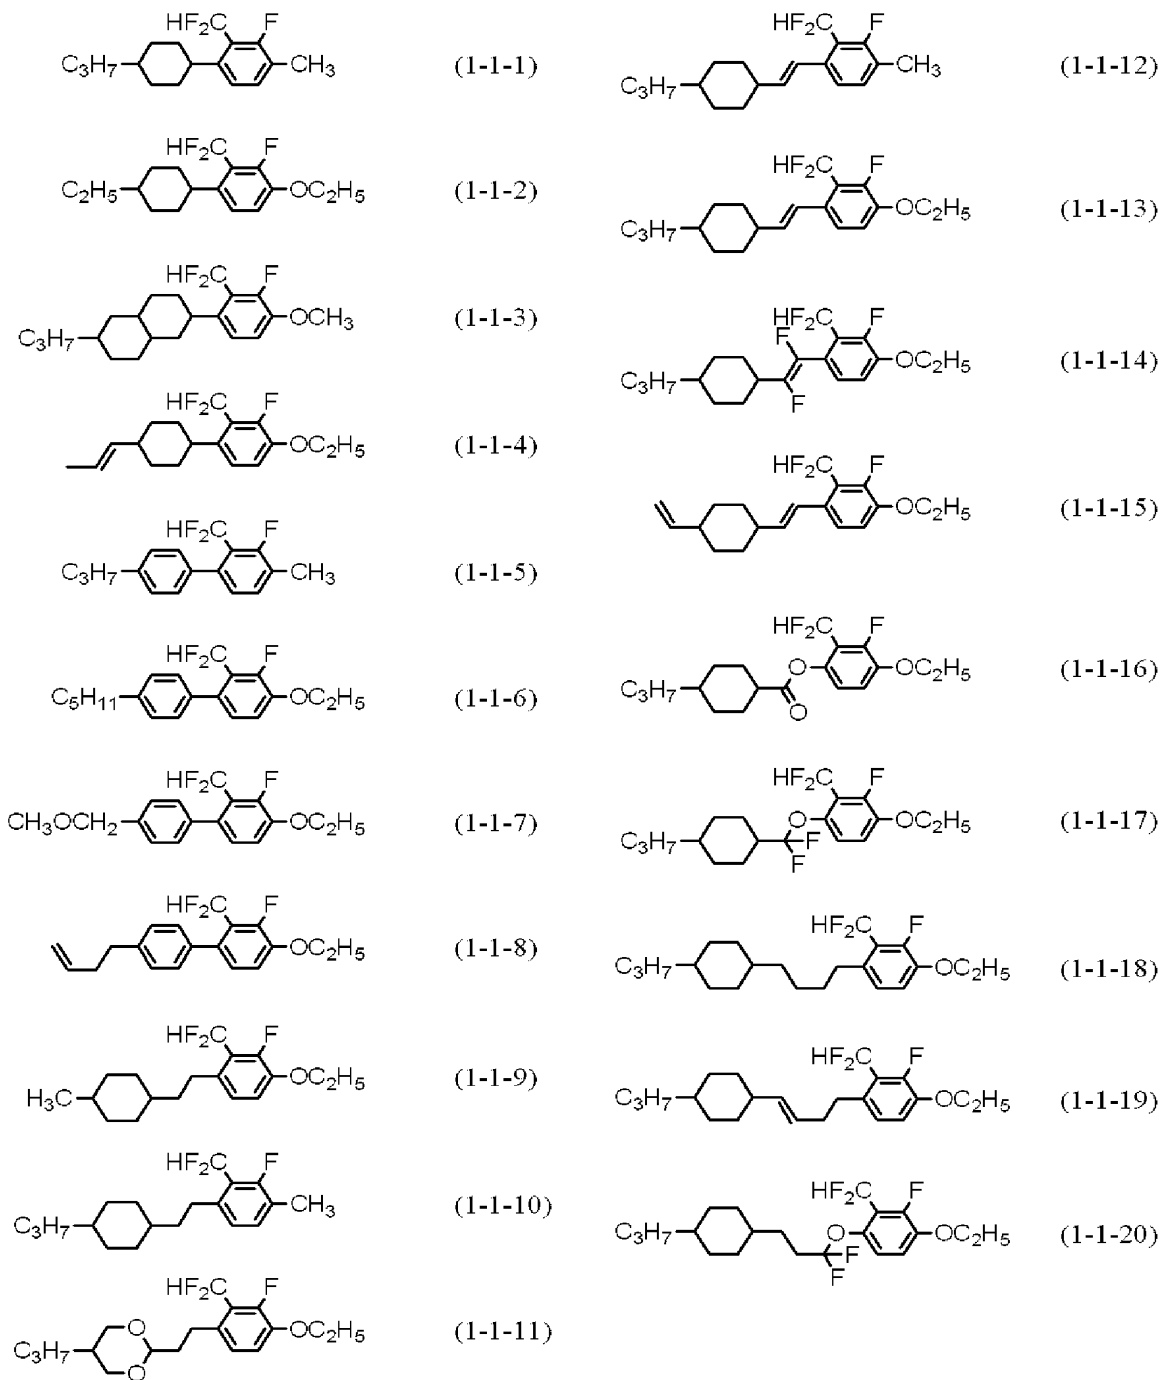 HF₂C F
C₃H₇ CH₃ (1-1-1)
HF₂C F
C₂H₅ OC₂H₅ (1-1-2)
HF₂C F
C₃H₇ OCH₃ (1-1-3)
HF₂C F
OC₂H₅ (1-1-4)
HF₂C F
C₃H₇ CH₃ (1-1-5)
HF₂C F
C₅H₁₁ OC₂H₅ (1-1-6)
HF₂C F
CH₃OCH₂ OC₂H₅ (1-1-7)
HF₂C F
OC₂H₅ (1-1-8)
HF₂C F
H₃C OC₂H₅ (1-1-9)
HF₂C F
C₃H₇ CH₃ (1-1-10)
HF₂C F
O OC₂H₅ (1-1-11)
C₃H₇
O
HF₂C F
CH₃ (1-1-12)
C₃H₇
HF₂C F
OC₂H₅ (1-1-13)
C₃H₇
HF₂C F
F
OC₂H₅ (1-1-14)
C₃H₇
F
HF₂C F
OC₂H₅ (1-1-15)
HF₂C F
O OC₂H₅ (1-1-16)
C₃H₇
O
HF₂C F
O OC₂H₅ (1-1-17)
C₃H₇ F
F
HF₂C F
C₃H₇ OC₂H₅ (1-1-18)
HF₂C F
C₃H₇ OC₂H₅ (1-1-19)
HF₂C F
C₃H₇ O OC₂H₅ (1-1-20)
F
F